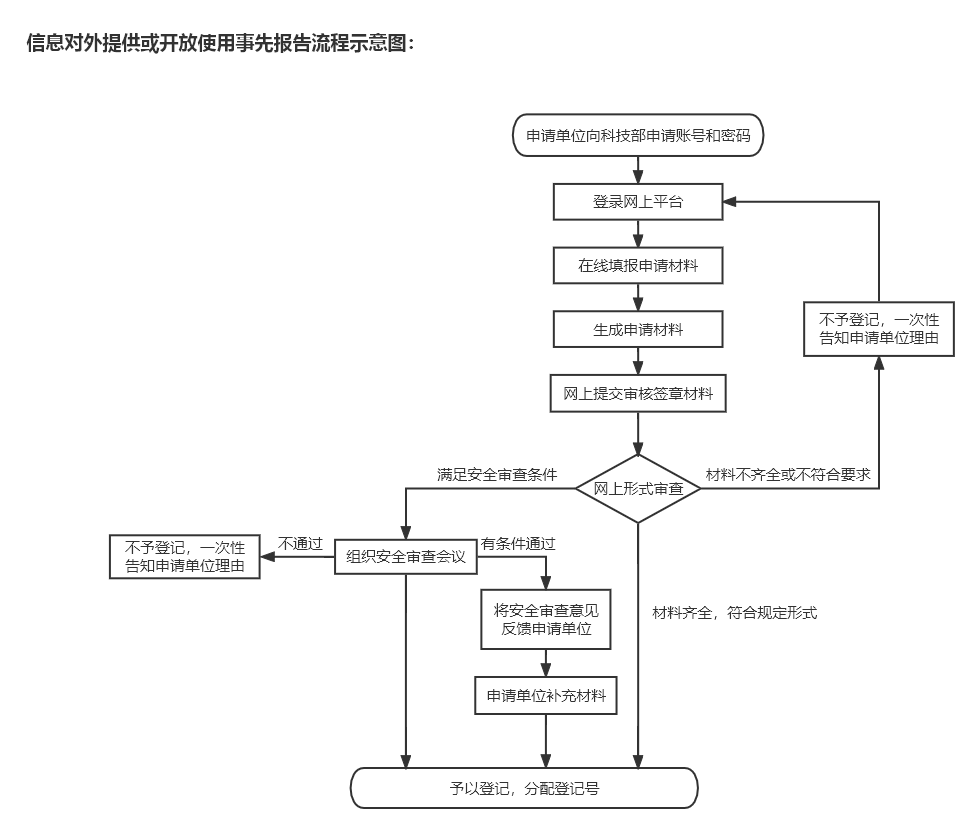 信息对外提供或开放使用事先报告流程示意图：
申请单位向科技部申请账号和密码
登录网上平台
在线填报申请材料
生成申请材料
不予登记，一次性
告知申请单位理由
网上提交审核签章材料
满足安全审查条件
网上形式审查
材料不齐全或不符合要求
不予登记，一次性
告知申请单位理由
不通过
组织安全审查会议
有条件通过
将安全审查意见
反馈申请单位
材料齐全，符合规定形式
申请单位补充材料
予以登记，分配登记号